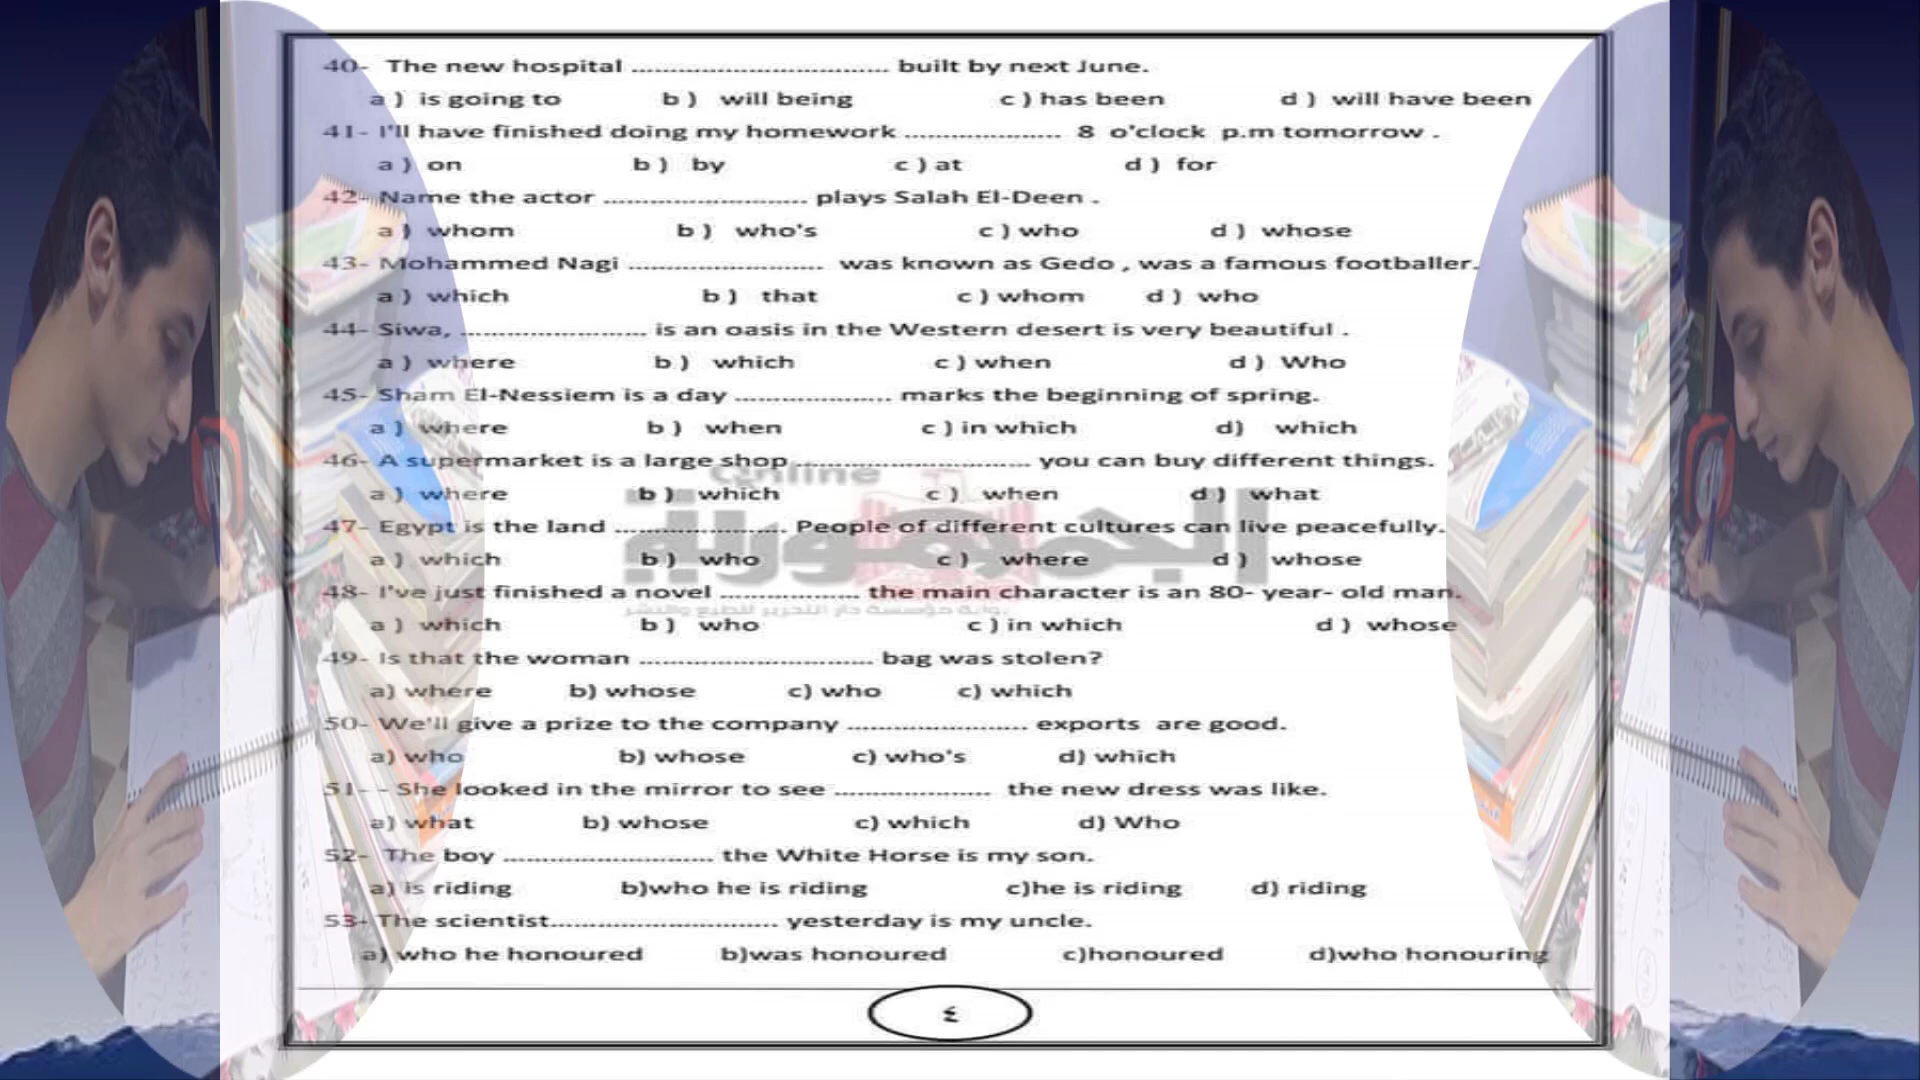 40- The new hospital ................................ built by next June.
a ) is going to b ) will being c ) has been d ) will have been
41- I'll have finished doing my homework .................... 8 o'clock p.m tomorrow .
a ) on b ) by c ) at d ) for
42- Name the actor .......................... plays Salah El-Deen .
a ) whom b ) who's c ) who d ) whose
43- Mohammed Nagi ......................... was known as Gedo , was a famous footballer.
a ) which b ) that c ) whom d ) who
44- Siwa, ........................ is an oasis in the Western desert is very beautiful .
a ) where b ) which c ) when d ) Who
45- Sham El-Nessiem is a day .................... marks the beginning of spring.
a ) where b ) when c ) in which d) which
46- A supermarket is a large shop .............................. you can buy different things.
a ) where b ) which c ) when d ) what
47- Egypt is the land ...................... People of different cultures can live peacefully.
a ) which b ) who c ) where d ) whose
48- I've just finished a novel .................. the main character is an 80- year- old man.
a ) which b ) who c ) in which d ) whose
49- Is that the woman .............................. bag was stolen?
a) where b) whose c) who c) which
50- We'll give a prize to the company ....................... exports are good.
a) who b) whose c) who's d) which
51- - She looked in the mirror to see .................... the new dress was like.
a) what b) whose c) which d) Who
52- The boy ........................... the White Horse is my son.
a) is riding b)who he is riding c)he is riding d) riding
53- The scientist............................. yesterday is my uncle.
a) who he honoured b)was honoured c)honoured d)who honouring
٤
Online
الجمهورية
بوابة مؤسسة دار التحرير للطبع والنشر